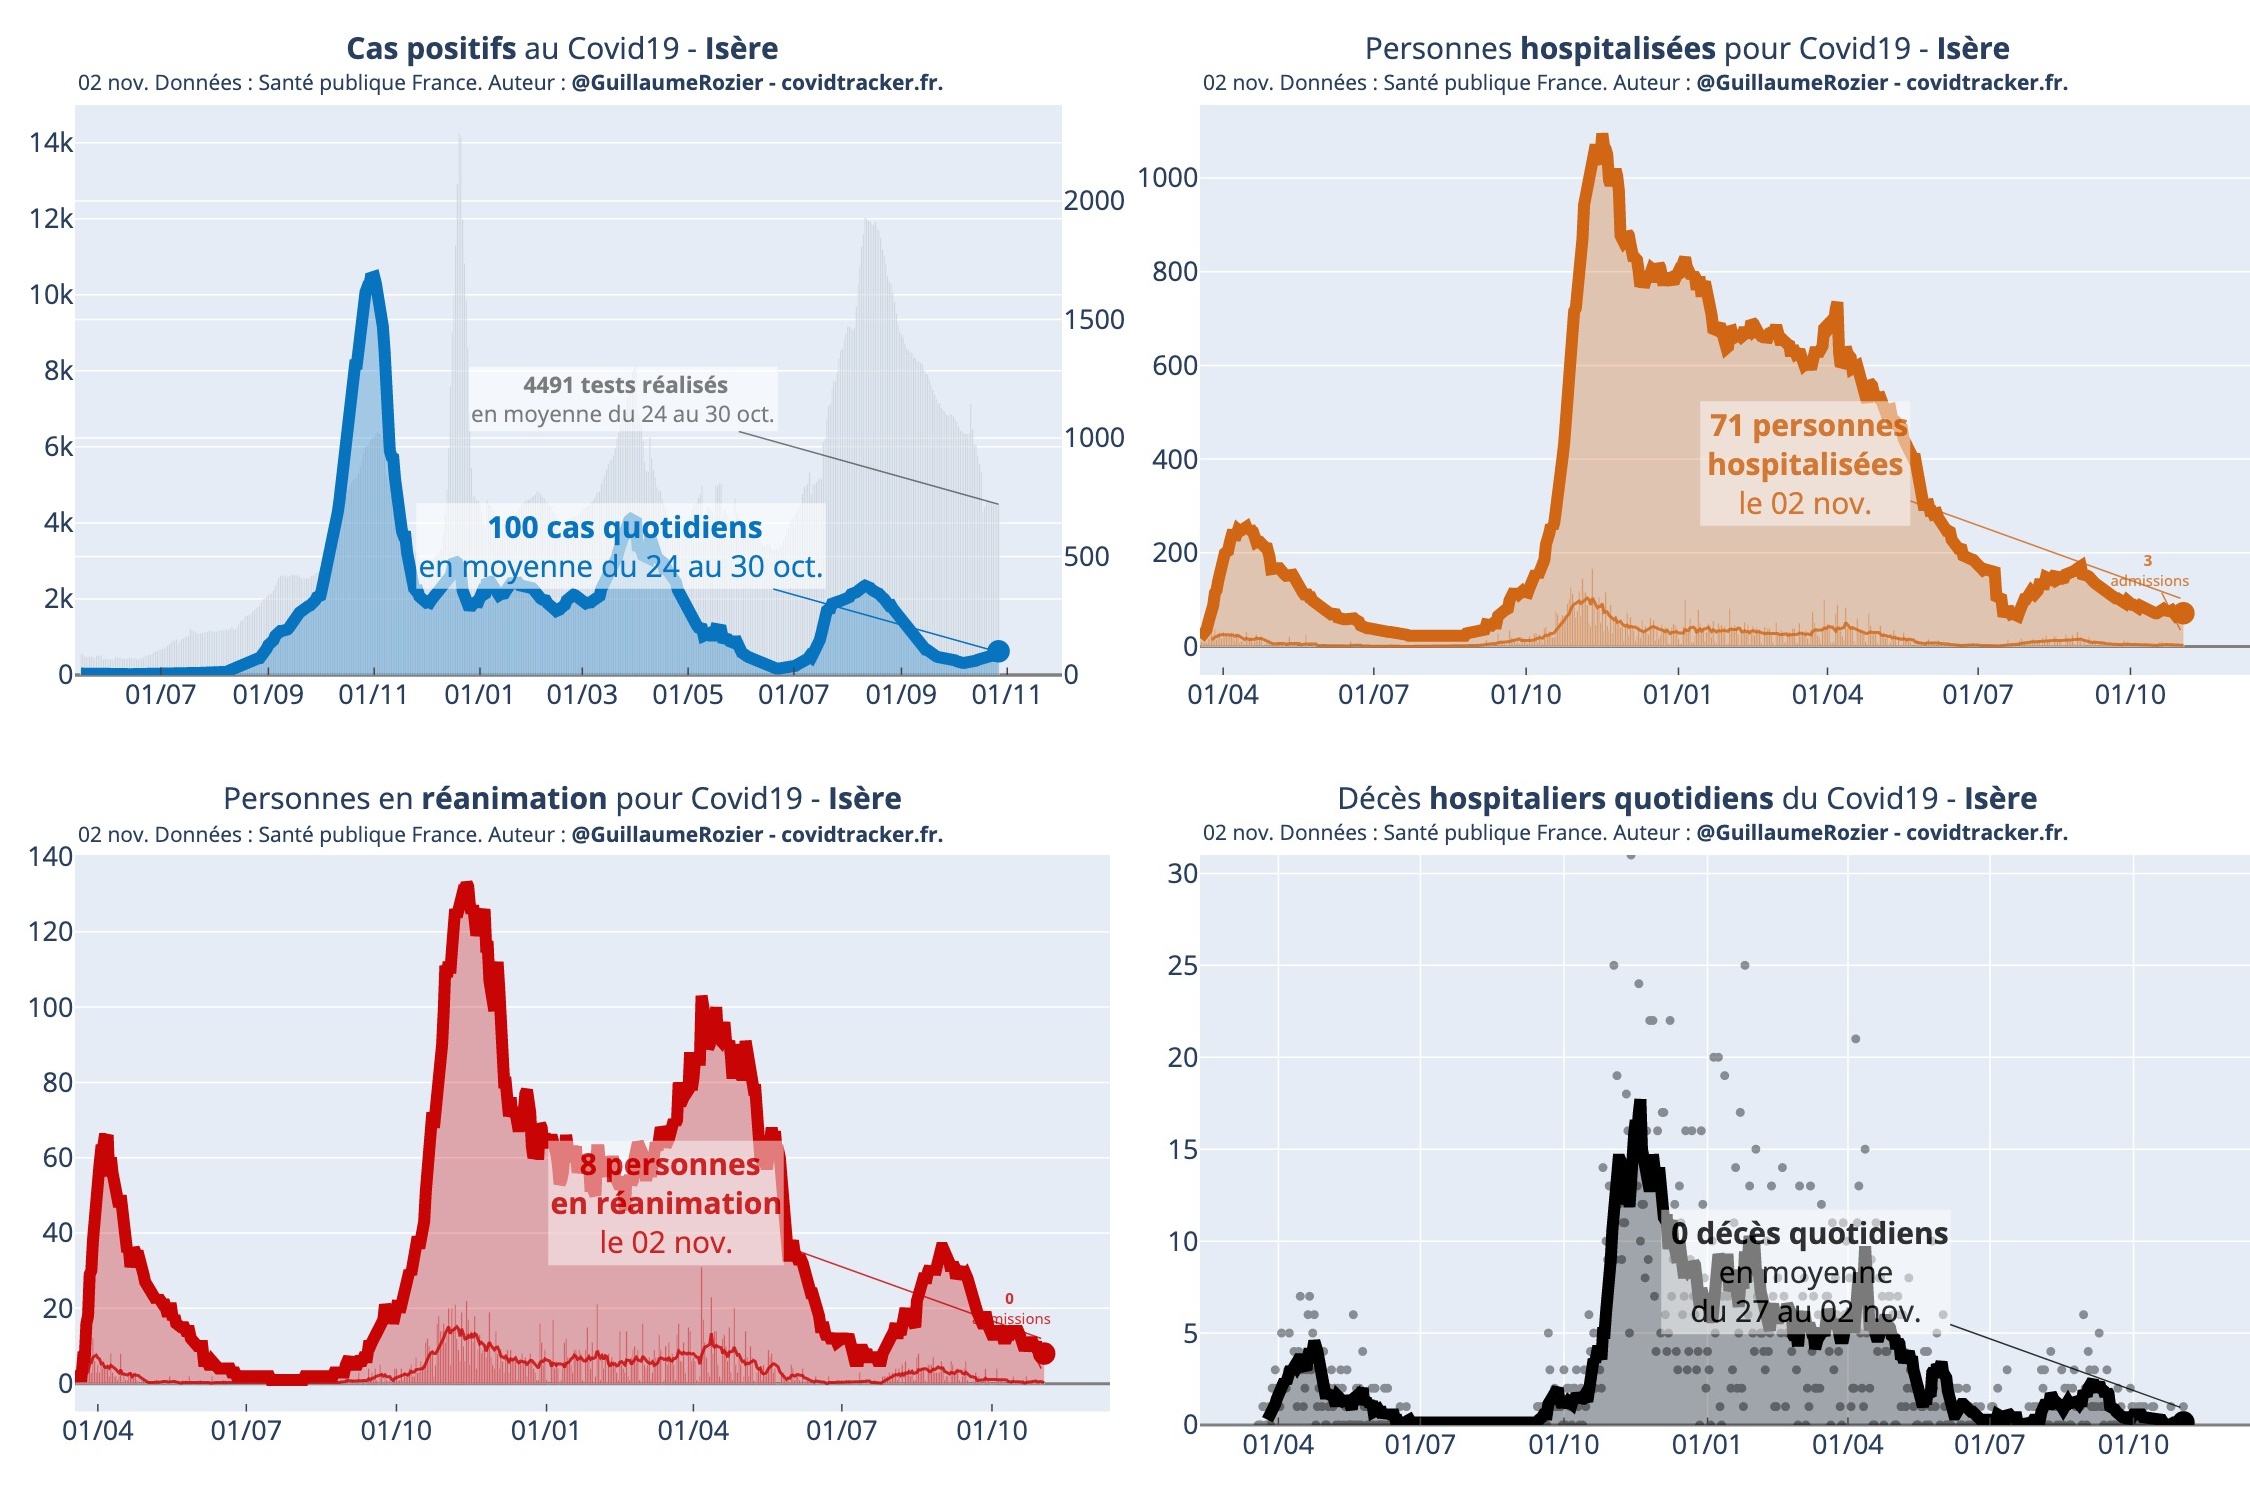 Cas positifs au Covid19 - Isère
02 nov. Données : Santé publique France. Auteur : @GuillaumeRozier - covidtracker.fr.
14k
12k
10k
8k
6k
4k
2k
0
2000
1500
1000
500
0
4491 tests réalisés
en moyenne du 24 au 30 oct.
100 cas quotidiens
en moyenne du 24 au 30 oct.
01/07 01/09 01/11 01/01 01/03 01/05 01/07 01/09 01/11
Personnes hospitalisées pour Covid19 - Isère
02 nov. Données : Santé publique France. Auteur : @GuillaumeRozier - covidtracker.fr.
1000
800
600
400
200
0
71 personnes
hospitalisées
le 02 nov.
3
admissions
01/04 01/07 01/10 01/01 01/04 01/07 01/10
Personnes en réanimation pour Covid19 - Isère
02 nov. Données : Santé publique France. Auteur : @GuillaumeRozier - covidtracker.fr.
140
120
100
80
60
40
20
0
8 personnes
en réanimation
le 02 nov.
0
admissions
01/04 01/07 01/10 01/01 01/04 01/07 01/10
Décès hospitaliers quotidiens du Covid19 - Isère
02 nov. Données : Santé publique France. Auteur : @GuillaumeRozier - covidtracker.fr.
30
25
20
15
10
5
0
0 décès quotidiens
en moyenne
du 27 au 02 nov.
01/04 01/07 01/10 01/01 01/04 01/07 01/10